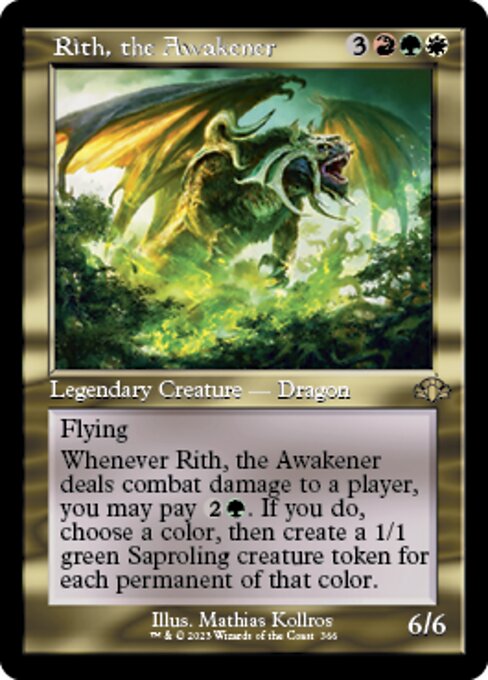 Rith, the Awakener 3
Legendary Creature — Dragon
Flying
Whenever Rith, the Awakener
deals combat damage to a player,
you may pay 2 . If you do,
choose a color, then create a 1/1
green Saproling creature token for
each permanent of that color.
Illus. Mathias Kollros
™ & © 2023 Wizards of the Coast 366
6/6